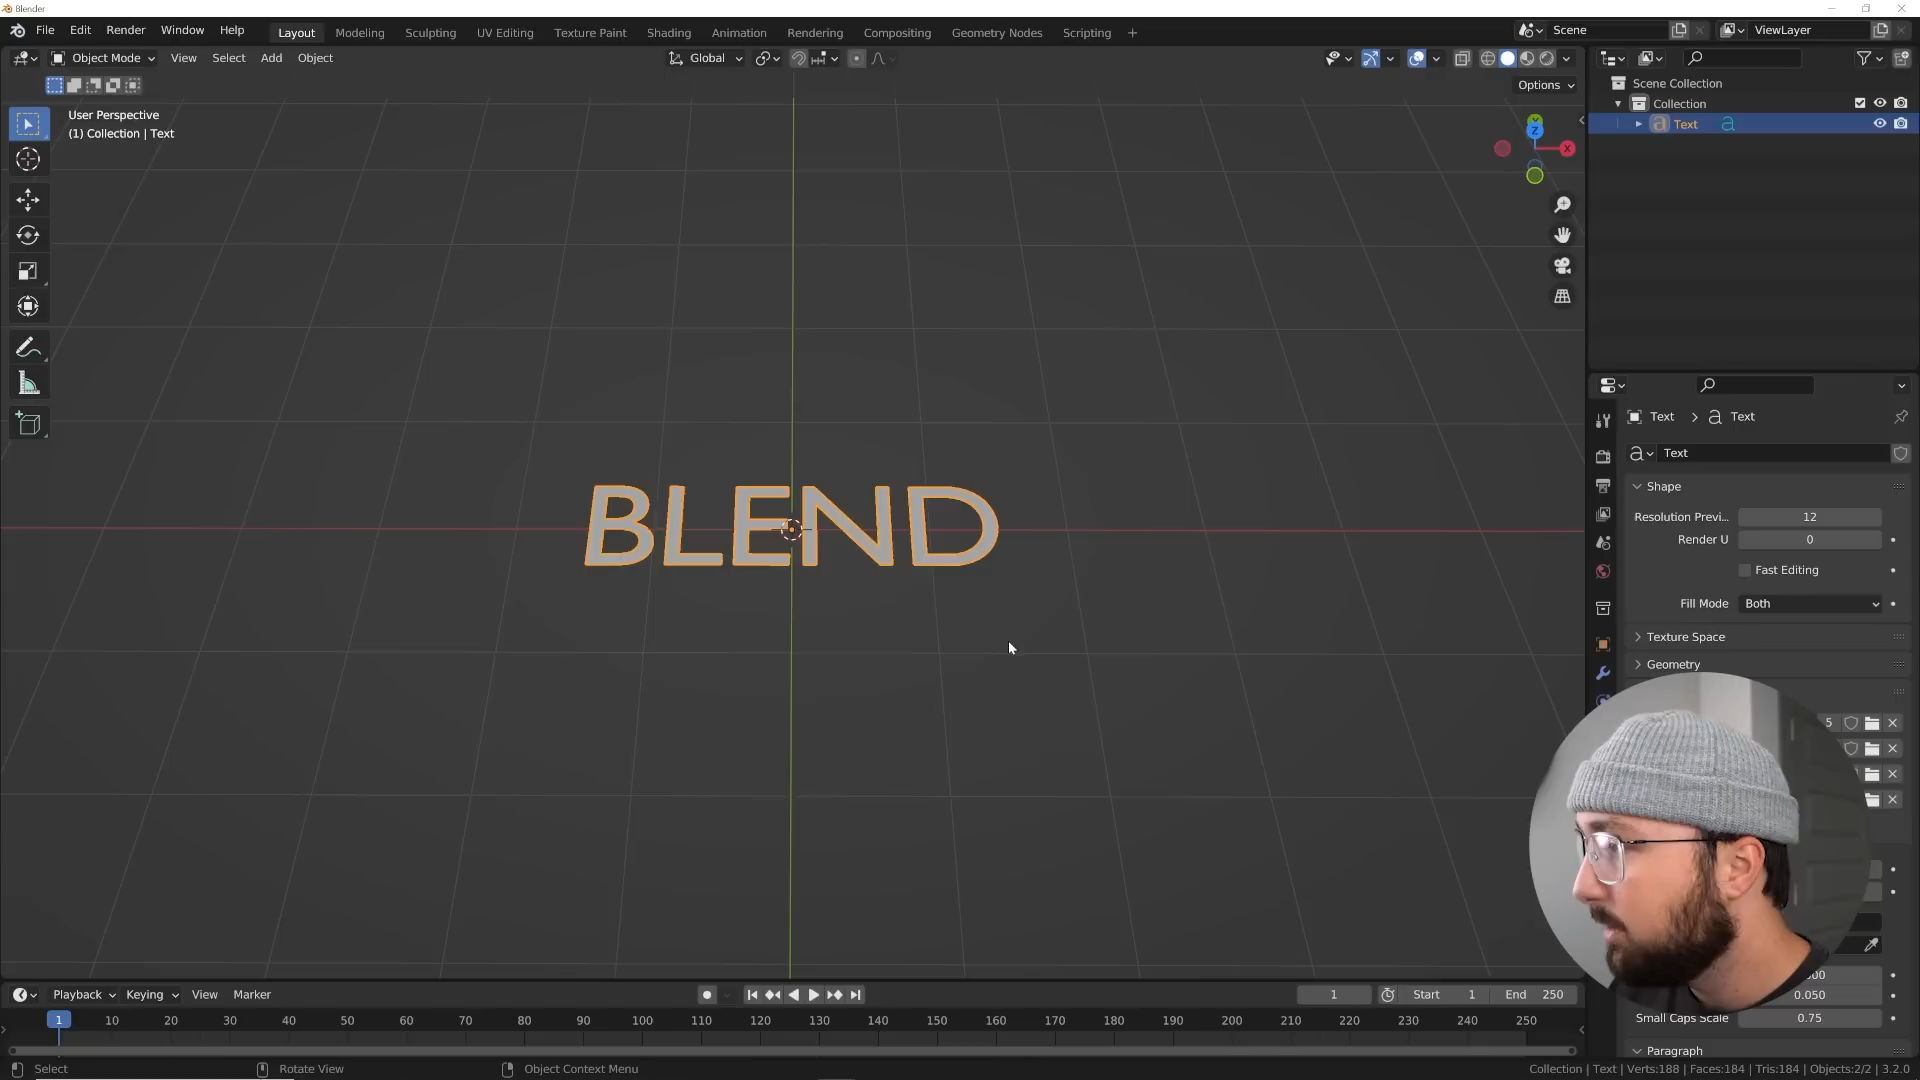 Blender
File Edit Render Window Help Layout Modeling Sculpting UV Editing Texture Paint Shading Animation Rendering Compositing Geometry Nodes Scripting + Scene ViewLayer
Object Mode View Select Add Object Global
Options
User Perspective
(1) Collection | Text
Scene Collection
Collection
Text
Z
X
Text > Text
Text
Shape
Resolution Previ... 12
Render U 0
Fast Editing
Fill Mode Both
Texture Space
Geometry
5
BLEND
0.050
Small Caps Scale 0.75
Paragraph
Playback Keying View Marker 1 Start 1 End 250
1 10 20 30 40 50 60 70 80 90 100 110 120 130 140 150 160 170 180 190 200 210 220 230 240 250
Select Rotate View Object Context Menu Collection | Text | Verts:188 | Faces:184 | Tris:184 | Objects:2/2 | 3.2.0